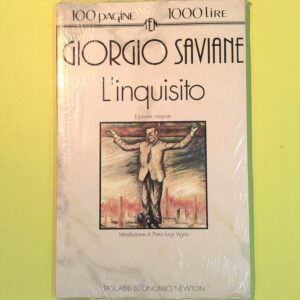 100 PAGINE 1000 LIRE
GIORGIO SAVIANE
L'inquisito
Edizione integrale
Introduzione di Piero Luigi Vigna
TASCABILI ECONOMICI NEWTON